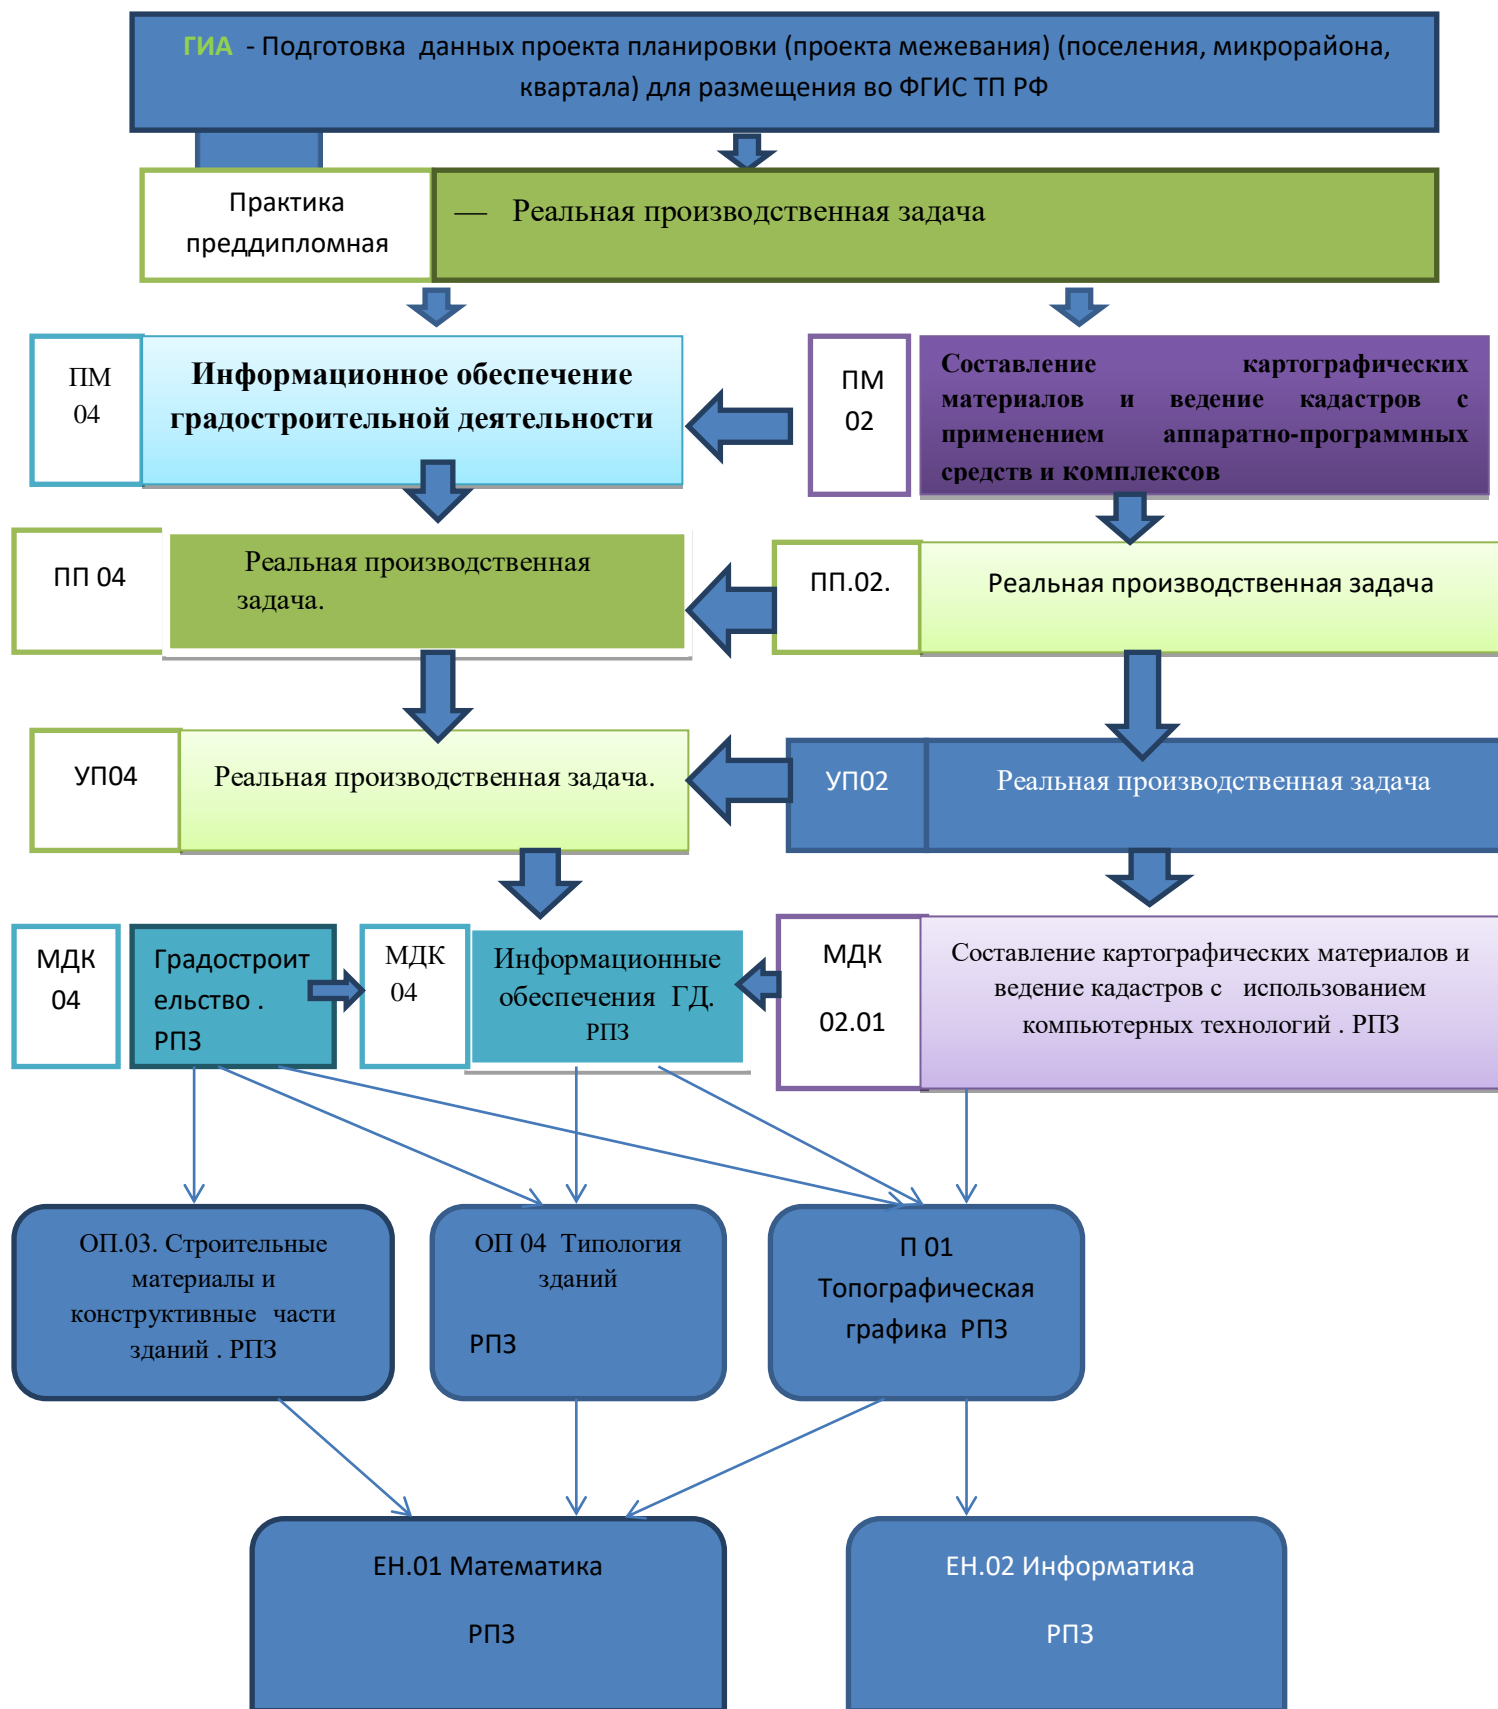 ГИА - Подготовка данных проекта планировки (проекта межевания) (поселения, микрорайона,
квартала) для размещения во ФГИС ТП РФ
Практика
преддипломная
— Реальная производственная задача
ПМ
04
Информационное обеспечение
градостроительной деятельности
ПМ
02
Составление картографических
материалов и ведение кадастров с
применением аппаратно-программных
средств и комплексов
ПП 04
Реальная производственная
задача.
ПП.02.
Реальная производственная задача
УП04
Реальная производственная задача.
УП02
Реальная производственная задача
МДК
04
Градостроит
ельство .
РПЗ
МДК
04
Информационные
обеспечения ГД.
РПЗ
МДК
02.01
Составление картографических материалов и
ведение кадастров с использованием
компьютерных технологий . РПЗ
ОП.03. Строительные
материалы и
конструктивные части
зданий . РПЗ
ОП 04 Типология
зданий
РПЗ
П 01
Топографическая
графика РПЗ
ЕН.01 Математика
РПЗ
ЕН.02 Информатика
РПЗ